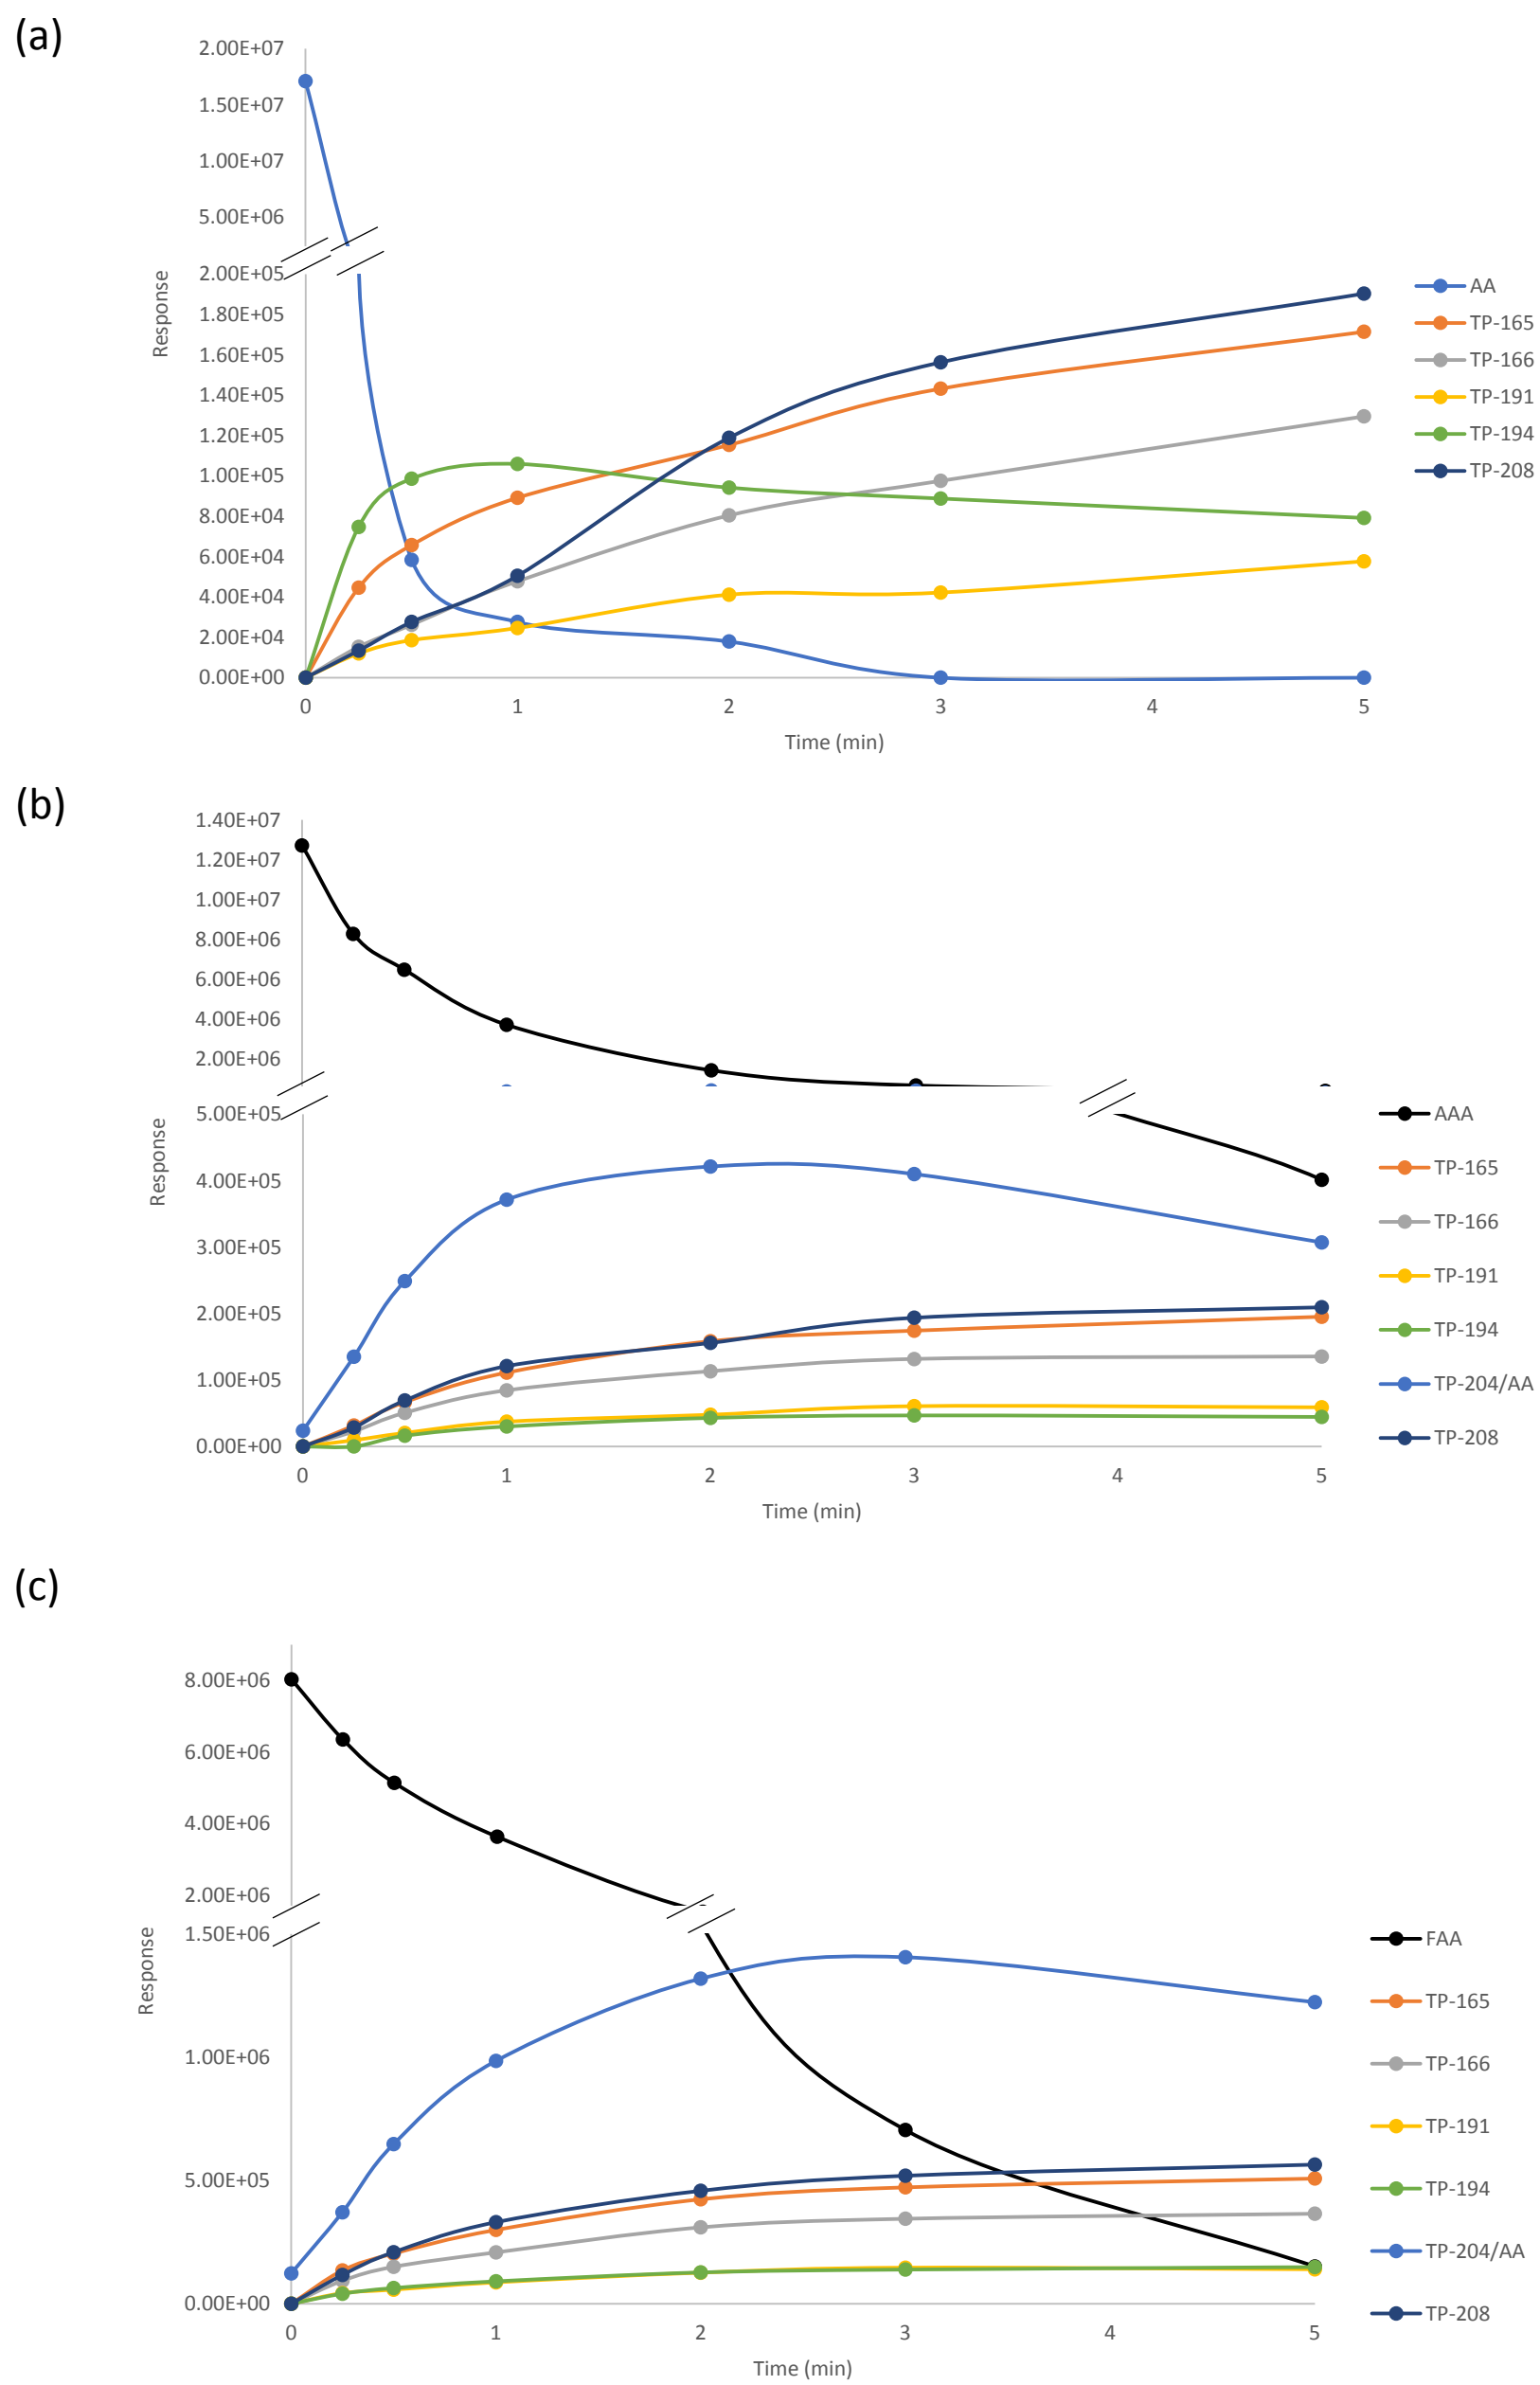 (a)
2.00E+07
1.50E+07
1.00E+07
5.00E+06
2.00E+05
1.80E+05
1.60E+05
1.40E+05
1.20E+05
1.00E+05
8.00E+04
6.00E+04
4.00E+04
2.00E+04
0.00E+00
Response
0 1 2 3 4 5
Time (min)
AA
TP-165
TP-166
TP-191
TP-194
TP-208
(b)
1.40E+07
1.20E+07
1.00E+07
8.00E+06
6.00E+06
4.00E+06
2.00E+06
5.00E+05
4.00E+05
3.00E+05
2.00E+05
1.00E+05
0.00E+00
Response
0 1 2 3 4 5
Time (min)
AAA
TP-165
TP-166
TP-191
TP-194
TP-204/AA
TP-208
(c)
8.00E+06
6.00E+06
4.00E+06
2.00E+06
1.50E+06
1.00E+06
5.00E+05
0.00E+00
Response
0 1 2 3 4 5
Time (min)
FAA
TP-165
TP-166
TP-191
TP-194
TP-204/AA
TP-208